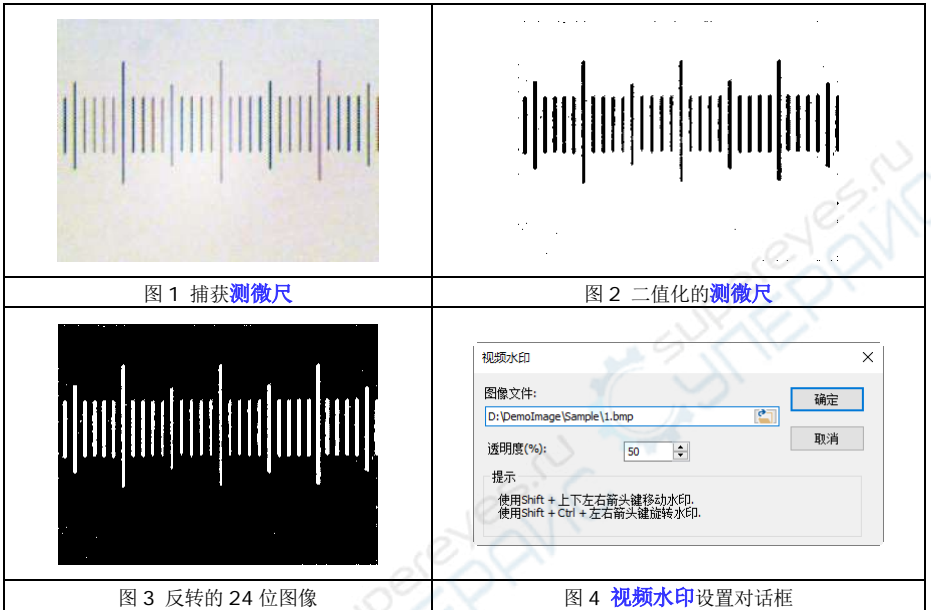 图 1 捕获测微尺
图 2 二值化的测微尺
视频水印
图像文件:
确定
D:\DemoImage\Sample\1.bmp
取消
透明度(%):
50
提示
使用Shift + 上下左右箭头键移动水印.
使用Shift + Ctrl + 左右箭头键旋转水印.
图 3 反转的 24 位图像
图 4 视频水印设置对话框
supereyes.ru